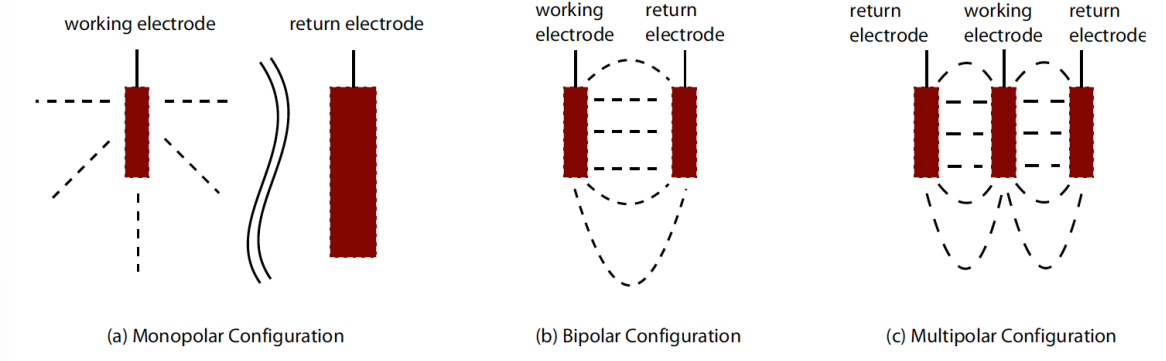 working electrode
return electrode
working
electrode
return
electrode
return
electrode
working
electrode
return
electrode
(a) Monopolar Configuration
(b) Bipolar Configuration
(c) Multipolar Configuration